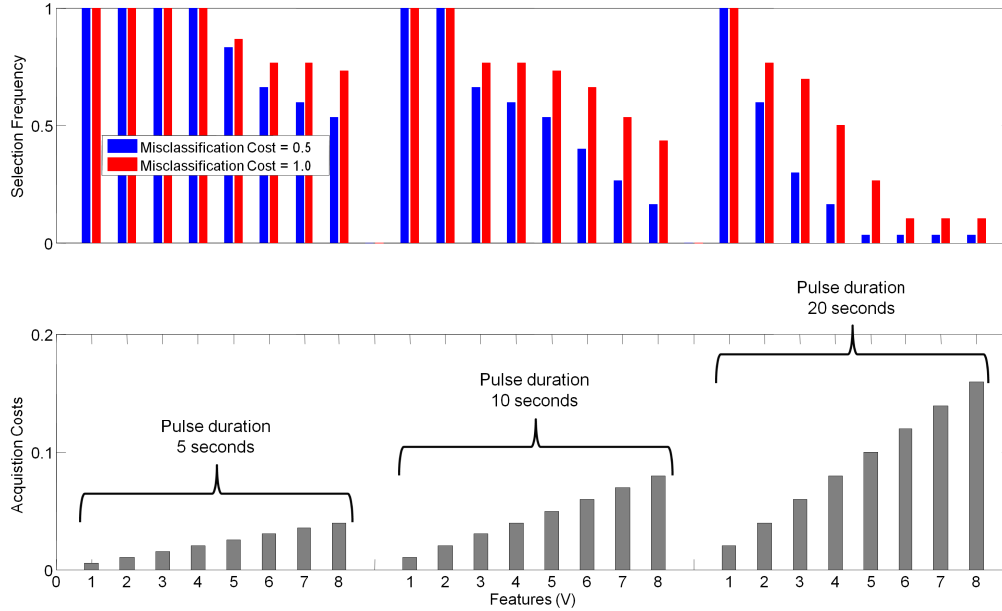 1
0.5
0
Selection Frequency
Misclassification Cost = 0.5
Misclassification Cost = 1.0
Pulse duration
20 seconds
Pulse duration
10 seconds
Pulse duration
5 seconds
0.2
0.1
0
Acquistion Costs
0 1 2 3 4 5 6 7 8 1 2 3 4 5 6 7 8 1 2 3 4 5 6 7 8
Features (V)